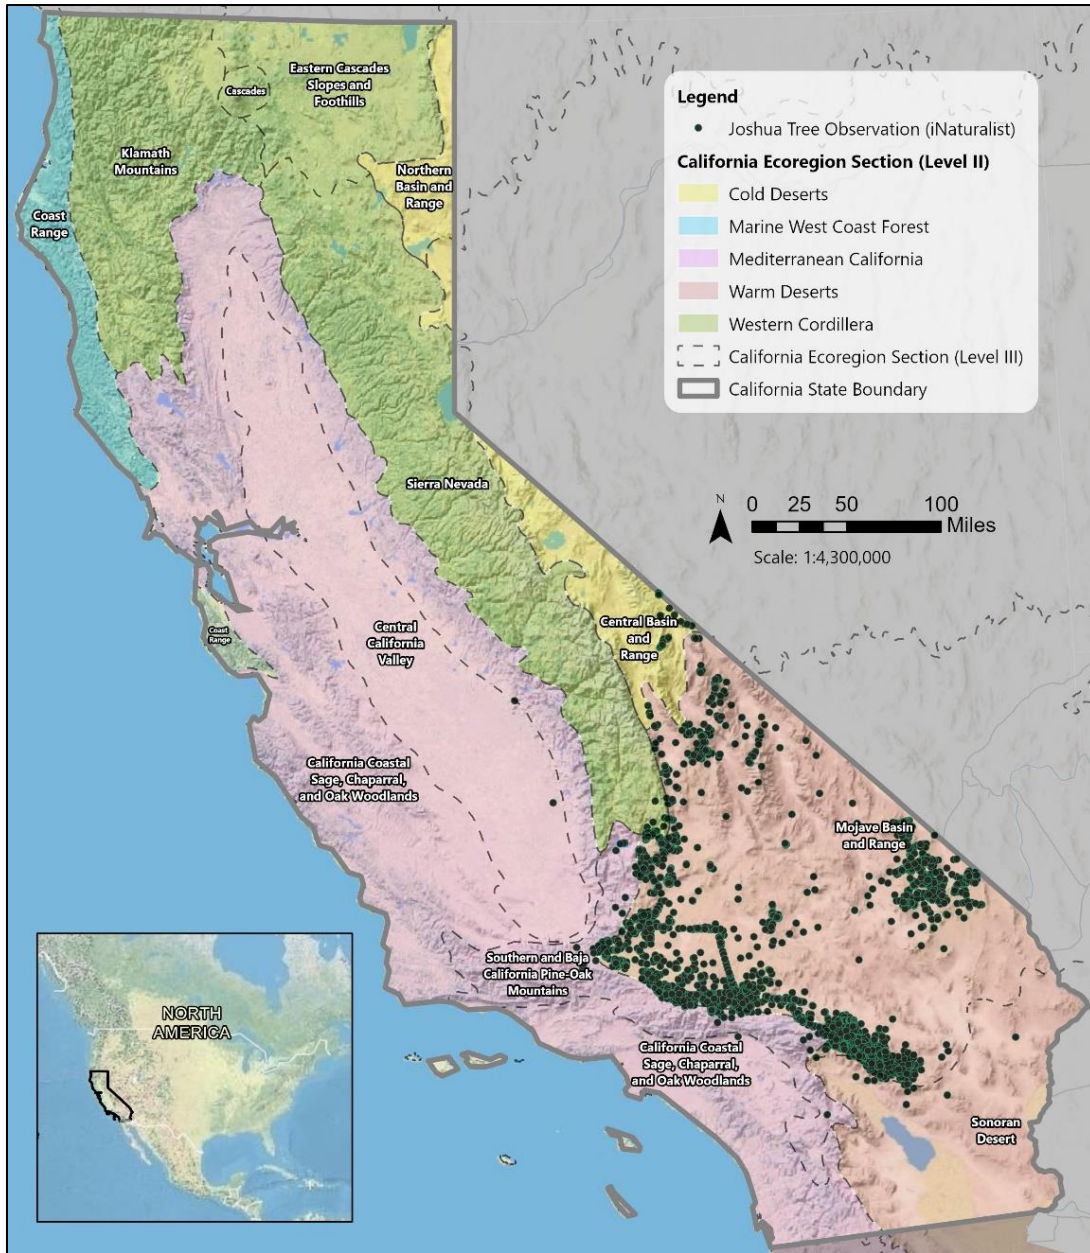 Cascades
Eastern Cascades
Slopes and
Foothills
Klamath
Mountains
Northern
Basin and
Range
Coast
Range
Legend
Joshua Tree Observation (iNaturalist)
California Ecoregion Section (Level II)
Cold Deserts
Marine West Coast Forest
Mediterranean California
Warm Deserts
Western Cordillera
California Ecoregion Section (Level III)
California State Boundary
Sierra Nevada
N
0 25 50 100
Miles
Scale: 1:4,300,000
Coast
Range
Central
California
Valley
Central Basin
and
Range
California Coastal
Sage, Chaparral,
and Oak Woodlands
Mojave Basin
and Range
Southern and Baja
California Pine-Oak
Mountains
California Coastal
Sage, Chaparral,
and Oak Woodlands
Sonoran
Desert
NORTH
AMERICA